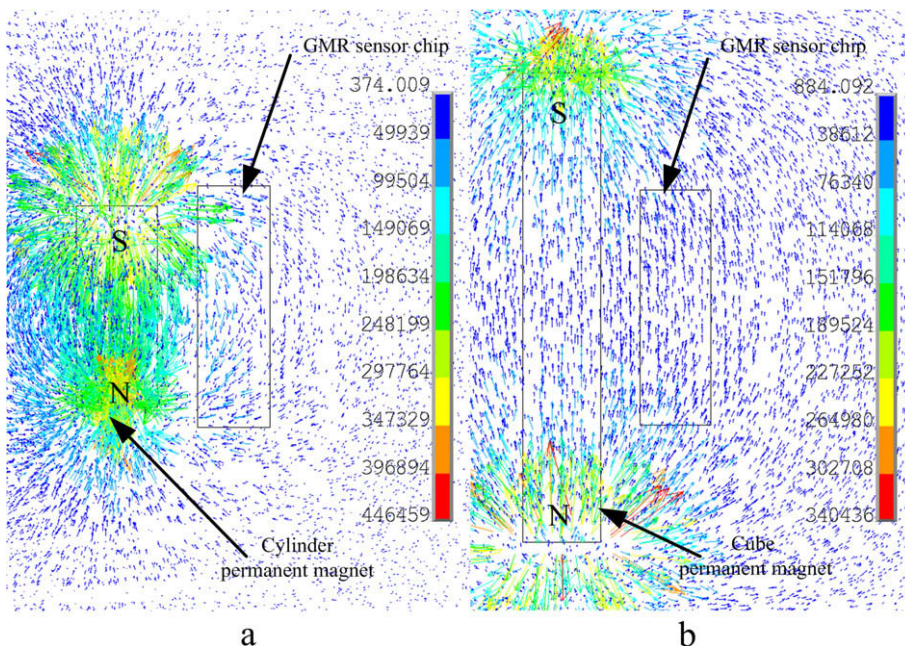 GMR sensor chip
374.009
49939
99504
149069
198634
248199
297764
347329
396894
446459
S
N
Cylinder
permanent magnet
a
GMR sensor chip
884.092
38612
76340
114068
151796
189524
227252
264980
302708
340436
S
N
Cube
permanent magnet
b